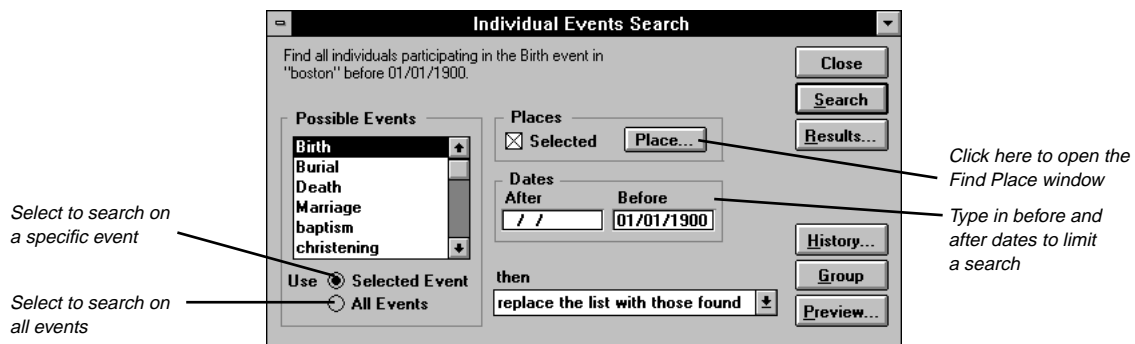 Individual Events Search
Find all individuals participating in the Birth event in
"boston" before 01/01/1900.
Close
Search
Results...
Possible Events
Birth
Burial
Death
Marriage
baptism
christening
Use
Selected Event
All Events
Places
Selected
Place...
Dates
After
Before
/ /
01/01/1900
then
replace the list with those found
History...
Group
Preview...
Select to search on
a specific event
Select to search on
all events
Click here to open the
Find Place window
Type in before and
after dates to limit
a search